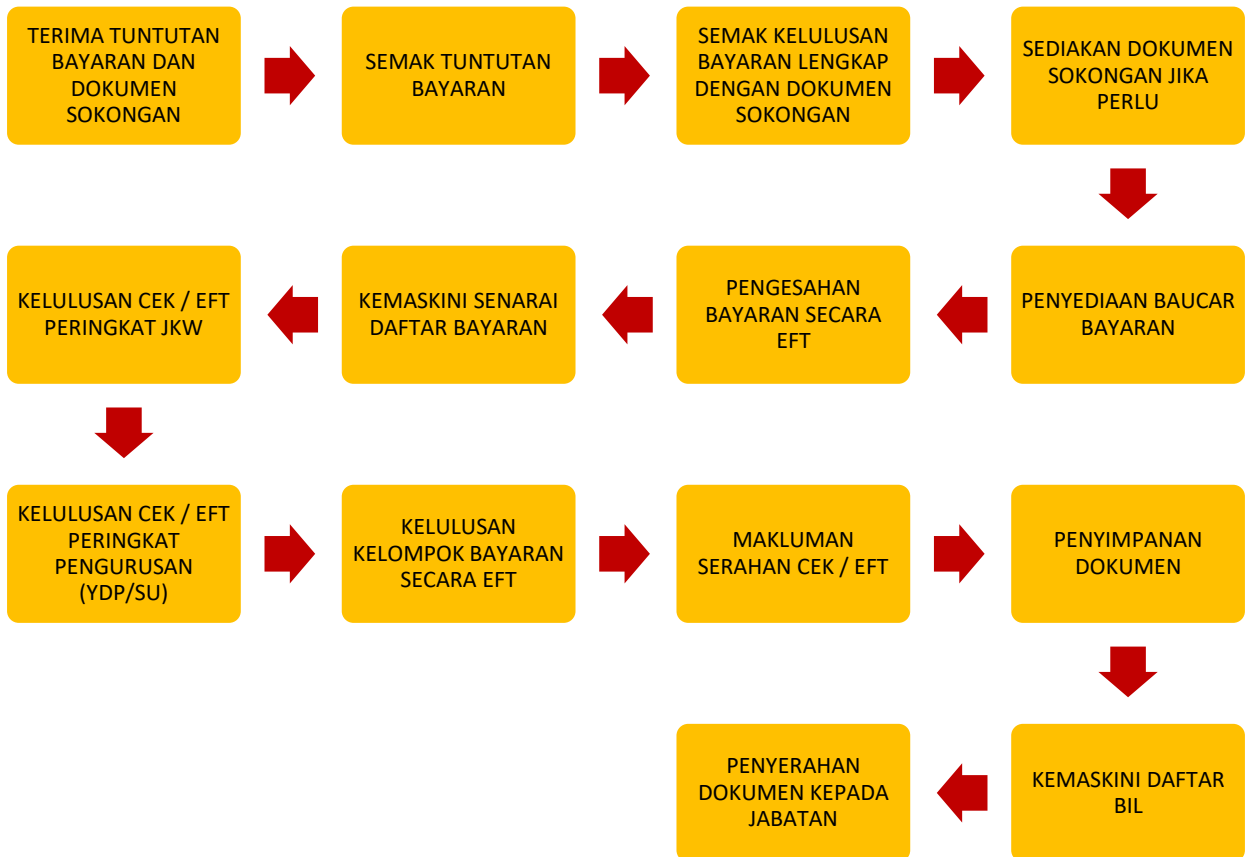 TERIMA TUNTUTAN
BAYARAN DAN
DOKUMEN
SOKONGAN
SEMAK TUNTUTAN
BAYARAN
SEMAK KELULUSAN
BAYARAN LENGKAP
DENGAN DOKUMEN
SOKONGAN
SEDIAKAN DOKUMEN
SOKONGAN JIKA
PERLU
PENYEDIAAN BAUCAR
BAYARAN
PENGESAHAN
BAYARAN SECARA
EFT
KEMASKINI SENARAI
DAFTAR BAYARAN
KELULUSAN CEK / EFT
PERINGKAT JKW
KELULUSAN CEK / EFT
PERINGKAT
PENGURUSAN
(YDP/SU)
KELULUSAN
KELOMPOK BAYARAN
SECARA EFT
MAKLUMAN
SERAHAN CEK / EFT
PENYIMPANAN
DOKUMEN
KEMASKINI DAFTAR
BIL
PENYERAHAN
DOKUMEN KEPADA
JABATAN